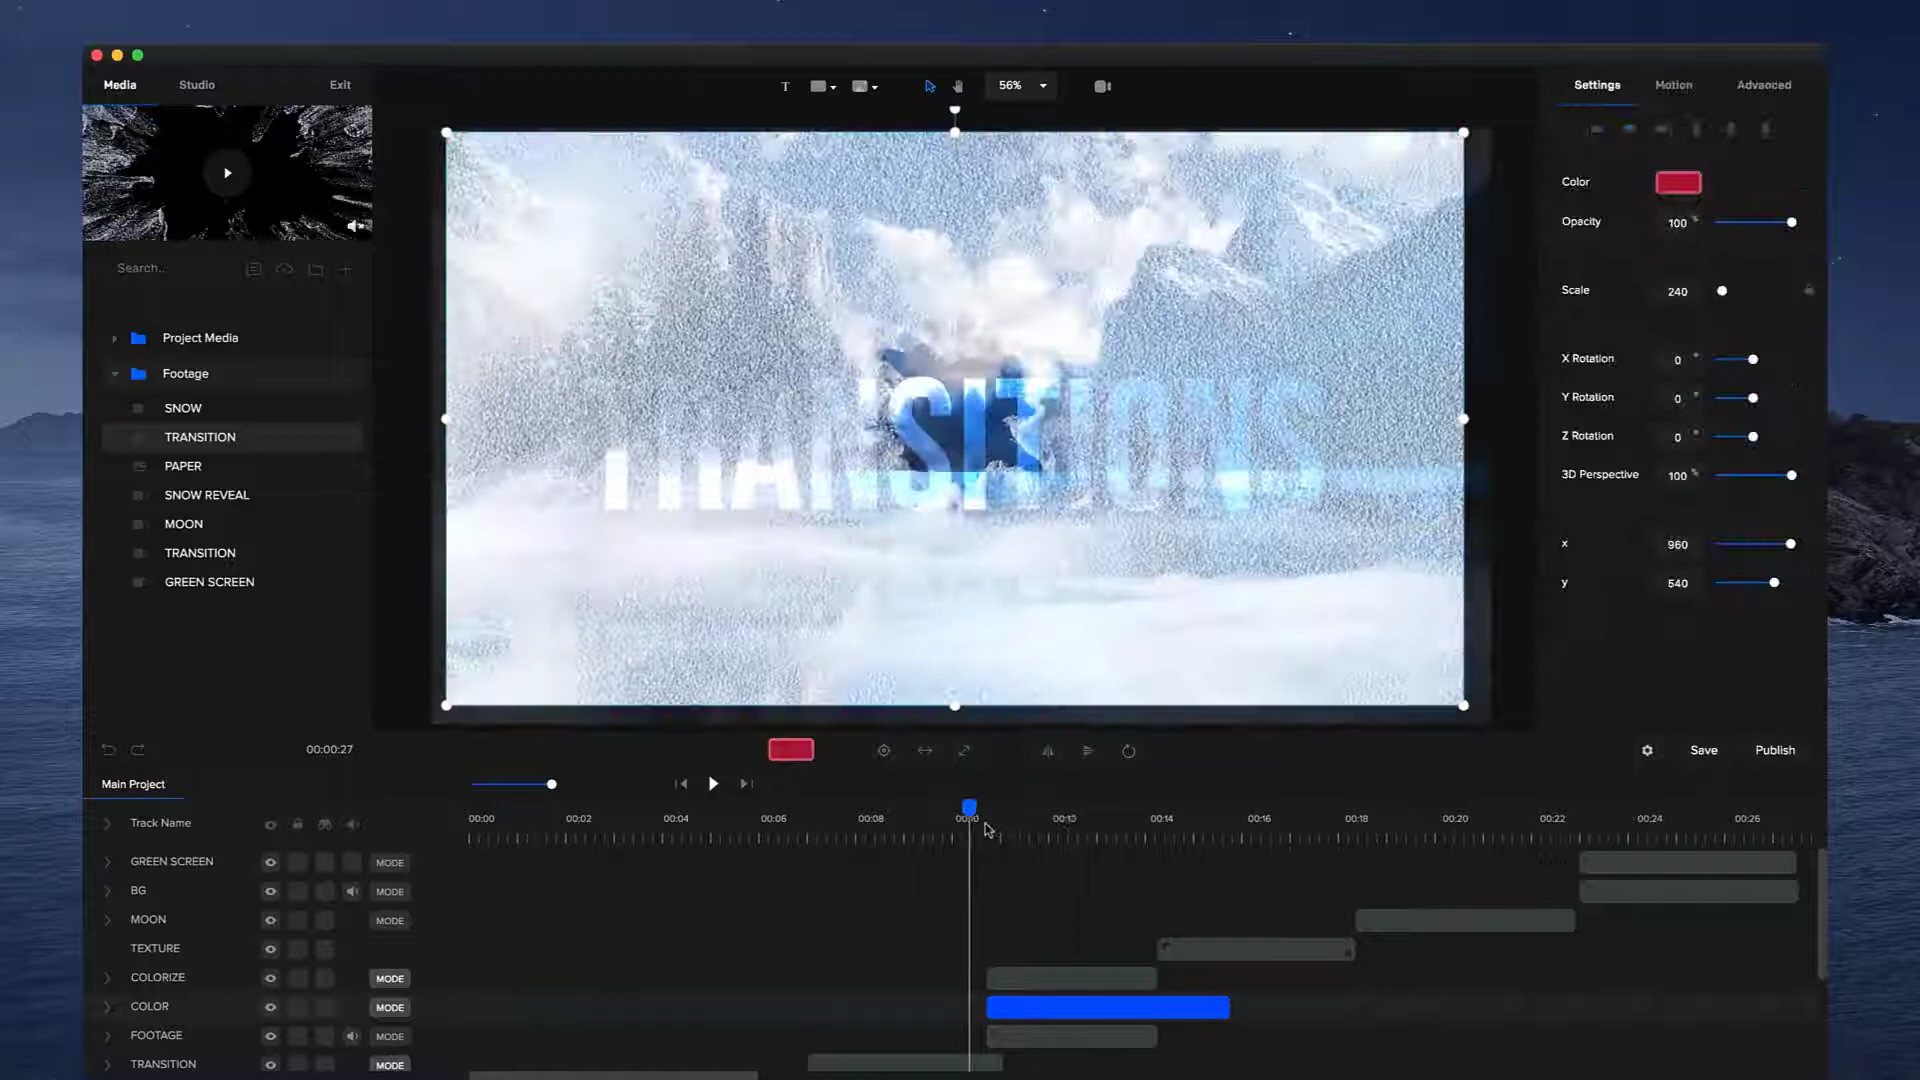 Media
Studio
Exit
T
56%
Settings
Motion
Advanced
Color
Opacity
100
%
Search..
Scale
240
Project Media
X Rotation
0
°
Footage
Y Rotation
0
°
SNOW
TRANSITION
Z Rotation
0
°
PAPER
3D Perspective
100
%
SNOW REVEAL
TRANSITIONS
MOON
x
960
TRANSITION
GREEN SCREEN
y
540
00:00:27
Save
Publish
Main Project
Track Name
00:00
00:02
00:04
00:06
00:08
00:14
00:16
00:18
00:20
00:22
00:24
00:26
GREEN SCREEN
MODE
BG
MODE
MOON
MODE
TEXTURE
COLORIZE
MODE
COLOR
MODE
FOOTAGE
MODE
TRANSITION
MODE